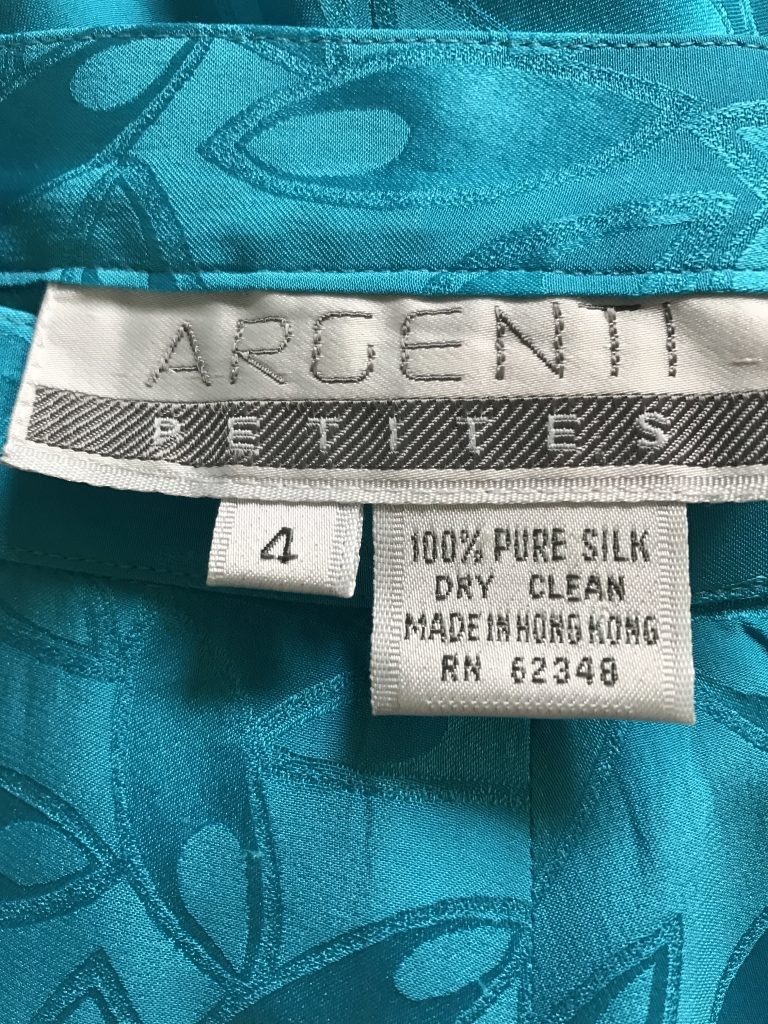 ARGENTI
PETITES
4
100% PURE SILK
DRY CLEAN
MADE IN HONG KONG
RN 62348